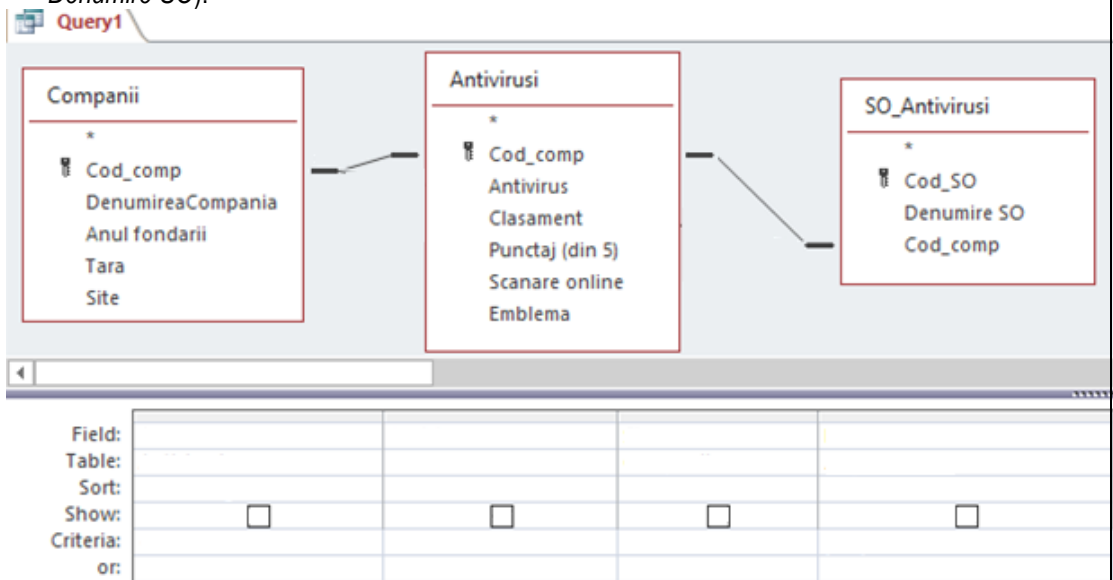 Denumire SO).
Query1
Companii
*
Cod_comp
DenumireaCompania
Anul fondarii
Tara
Site
Antivirusi
*
Cod_comp
Antivirus
Clasament
Punctaj (din 5)
Scanare online
Emblema
SO_Antivirusi
*
Cod_SO
Denumire SO
Cod_comp
Field:
Table:
Sort:
Show:
Criteria:
or: